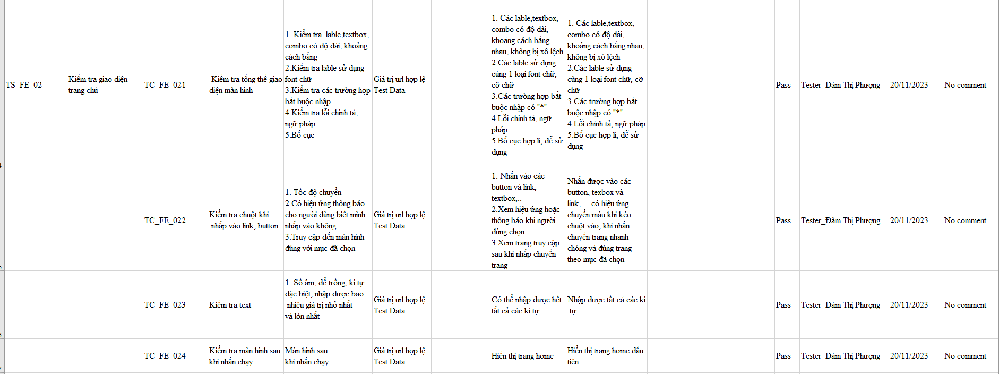 TS_FE_02
Kiểm tra giao diện
trang chủ
TC_FE_021
Kiểm tra tổng thể giao
diện màn hình
1. Kiểm tra  lable,textbox,
combo có độ dài, khoảng
cách bằng
2.Kiểm tra lable sử dụng
font chữ
3.Kiểm tra các trường hợp
bắt buộc nhập
4.Kiểm tra lỗi chính tả,
ngữ pháp
5.Bố cục
Giá trị url hợp lệ
Test Data
1. Các lable,textbox,
combo có độ dài,
khoảng cách bằng
nhau, không bị xô lệch
2.Các lable sử dụng
cùng 1 loại font chữ,
cỡ chữ
3.Các trường hợp bắt
buộc nhập có "*"
4.Lỗi chính tả, ngữ
pháp
5.Bố cục hợp lí, dễ sử
dụng
1. Các lable,textbox,
combo có độ dài,
khoảng cách bằng nhau,
không bị xô lệch
2.Các lable sử dụng
cùng 1 loại font chữ, cỡ
chữ
3.Các trường hợp bắt
buộc nhập có "*"
4.Lỗi chính tả, ngữ pháp
5.Bố cục hợp lí, dễ sử
dụng
Pass
Tester_Đàm Thị Phượng
20/11/2023
No comment
TC_FE_022
Kiểm tra chuột khi
nhấp vào link, button
1. Tốc độ chuyển
2.Có hiệu ứng thông báo
cho người dùng biết mình
nhấp vào không
3.Truy cập đến màn hình
đúng với mục đã chọn
Giá trị url hợp lệ
Test Data
1. Nhấn vào các
button và link,
textbox,..
2.Xem hiệu ứng hoặc
thông báo khi người
dùng chọn
3.Xem trang truy cập
sau khi nhấp chuyển
trang
Nhấn được vào các
button, texbox và
link,… có hiệu ứng
chuyển màu khi kéo
chuột vào, khi nhấn
chuyển trang nhanh
chóng và đúng trang
theo mục đã chọn
Pass
Tester_Đàm Thị Phượng
20/11/2023
No comment
TC_FE_023
Kiểm tra text
1. Số âm, để trống, kí tự
đặc biệt, nhập được bao
nhiêu giá trị nhỏ nhất
và lớn nhất
Giá trị url hợp lệ
Test Data
Có thể nhập được hết
tất cả các kí tự
Nhập được tất cả các kí
tự
Pass
Tester_Đàm Thị Phượng
20/11/2023
No comment
TC_FE_024
Kiểm tra màn hình sau
khi nhấn chạy
Màn hình sau
khi nhấn chạy
Giá trị url hợp lệ
Test Data
Hiển thị trang home
Hiển thị trang home đầu
tiên
Pass
Tester_Đàm Thị Phượng
20/11/2023
No comment